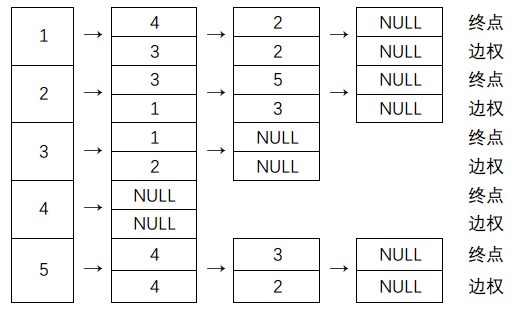 1 → 4 → 2 → NULL 终点
3 2 NULL 边权
2 → 3 → 5 → NULL 终点
1 3 NULL 边权
3 → 1 → NULL 终点
2 NULL 边权
4 → NULL 终点
NULL 边权
5 → 4 → 3 → NULL 终点
4 2 NULL 边权